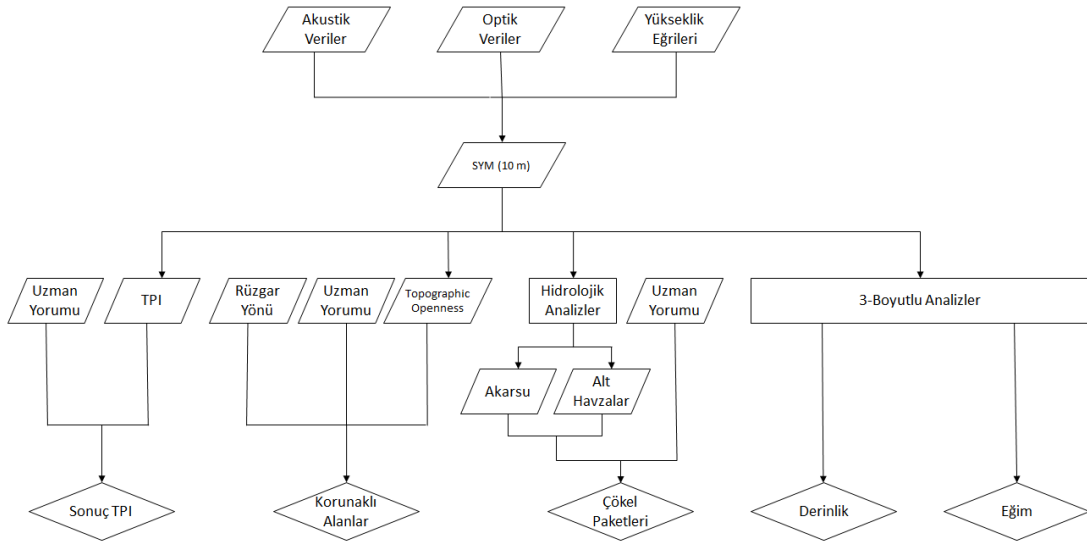 Akustik
Veriler
Optik
Veriler
Yükseklik
Eğrileri
SYM (10 m)
Uzman
Yorumu
TPI
Rüzgar
Yönü
Uzman
Yorumu
Topographic
Openness
Hidrolojik
Analizler
Uzman
Yorumu
3-Boyutlu Analizler
Akarsu
Alt
Havzalar
Sonuç TPI
Korunaklı
Alanlar
Çökel
Paketleri
Derinlik
Eğim